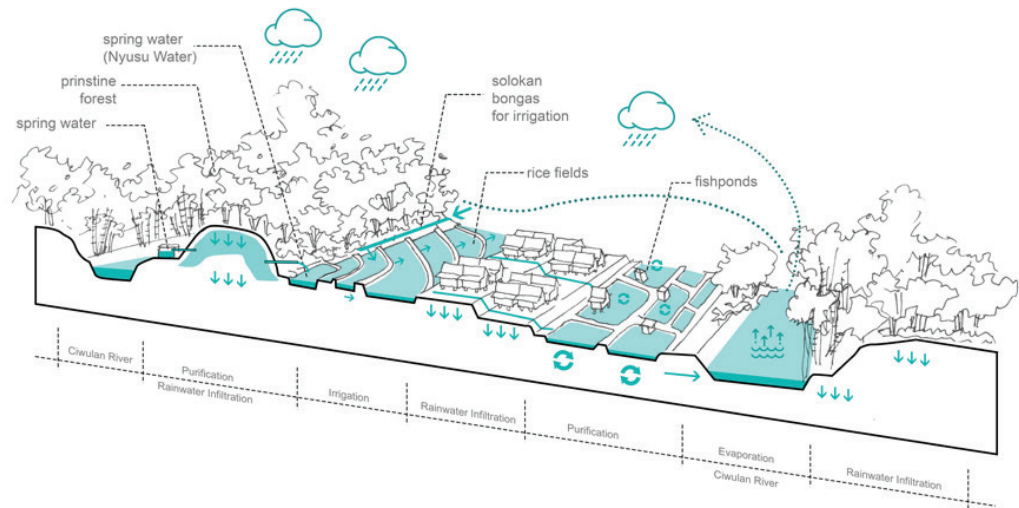 spring water
(Nyusu Water)
prinstine
forest
spring water
solokan
bongas
for irrigation
rice fields
fishponds
Ciwulan River
Purification
Rainwater Infiltration
Irrigation
Rainwater Infiltration
Purification
Evaporation
Ciwulan River
Rainwater Infiltration